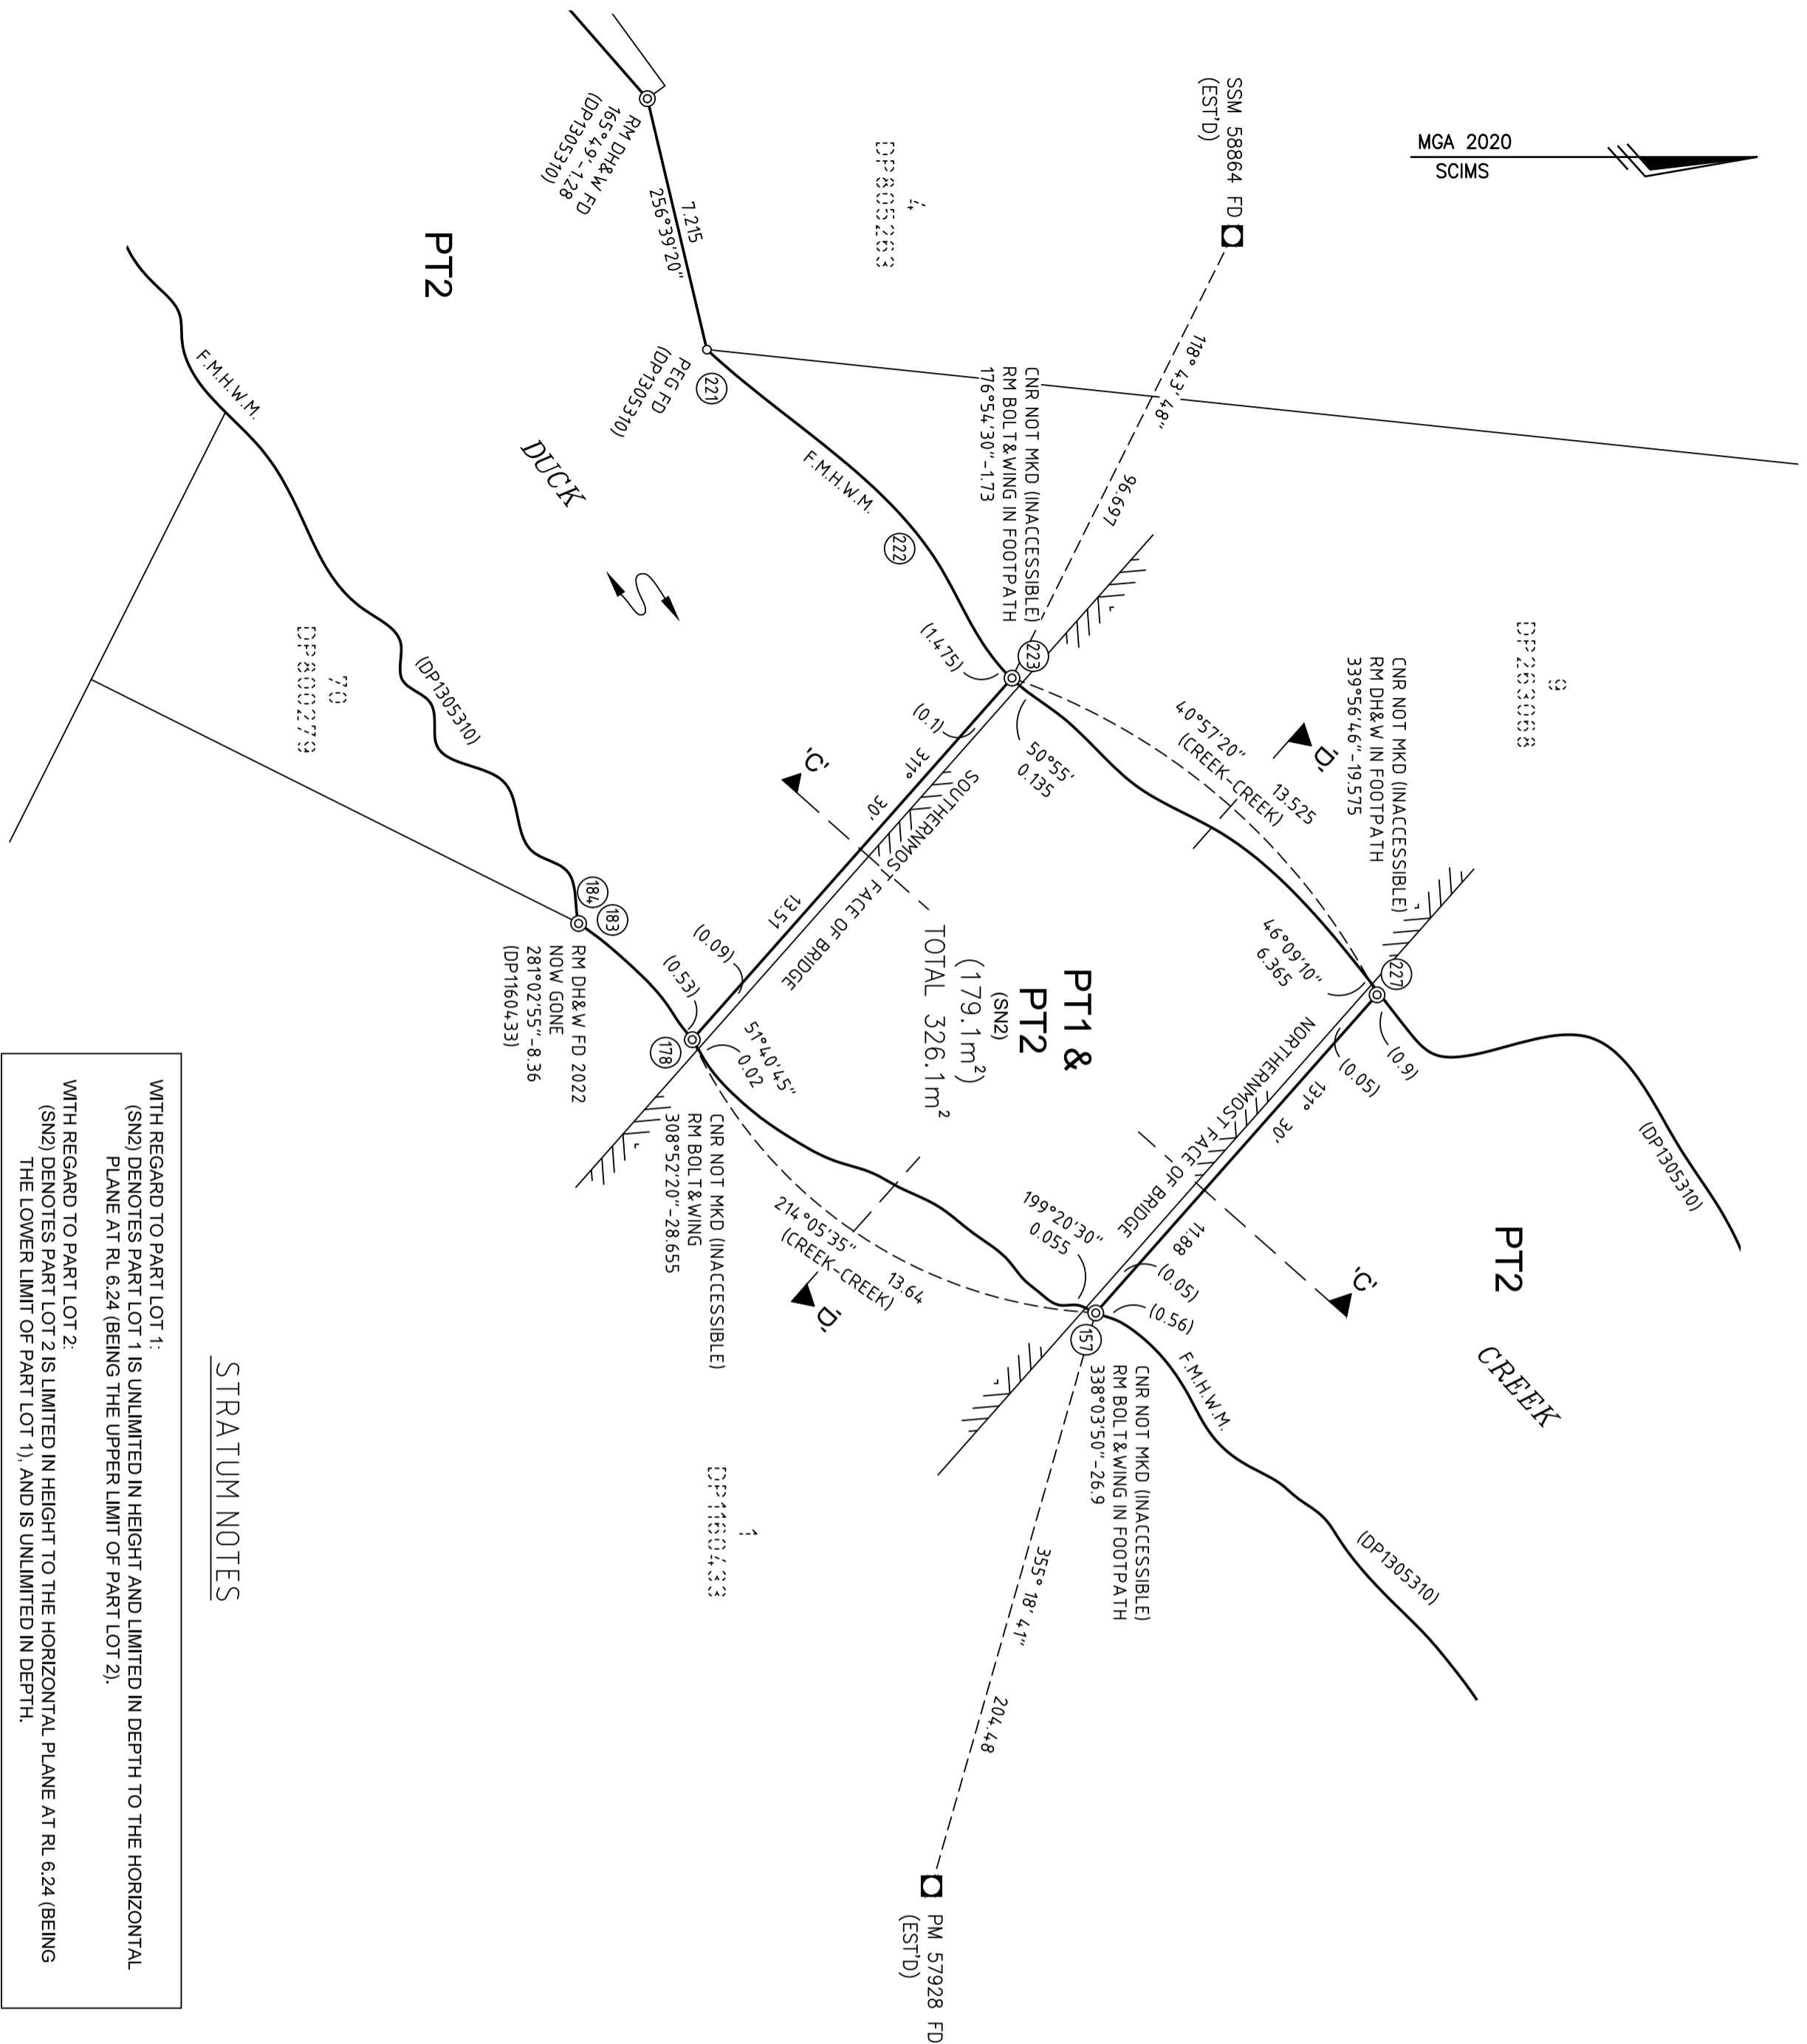 MGA 2020
SCIMS
SSM 58864 FD
(EST'D)
118° 43' 48"
96.697
4
DP805263
9
DP263068
RM DH&W FD
165°49'-1.28
(DP1305310)
7.215
256°39'20"
PEG FD
(DP1305310)
221
PT2
F.M.H.W.M.
DUCK
F.M.H.W.M.
222
CNR NOT MKD (INACCESSIBLE)
RM BOLT&WING IN FOOTPATH
176°54'30"-1.73
223
(1.475)
(0.1)
50°55'
0.135
40°57'20"
(CREEK-CREEK)
13.525
'D'
CNR NOT MKD (INACCESSIBLE)
RM DH&W IN FOOTPATH
339°56'46"-19.575
227
46°09'10"
6.365
(0.9)
(0.05)
(DP1305310)
PT2
CREEK
131°
30'
11.88
NORTHERNMOST FACE OF BRIDGE
'C'
(0.05)
(0.56)
199°20'30"
0.055
157
CNR NOT MKD (INACCESSIBLE)
RM BOLT&WING IN FOOTPATH
338°03'50"-26.9
F.M.H.W.M.
(DP1305310)
355° 18' 41"
204.48
PM 57928 FD
(EST'D)
PT1 &
PT2
(SN2)
(179.1m²)
TOTAL 326.1m²
'C'
311°
30'
13.51
SOUTHERNMOST FACE OF BRIDGE
(0.09)
(0.53)
51°40'45"
0.02
178
CNR NOT MKD (INACCESSIBLE)
RM BOLT&WING
308°52'20"-28.655
214°05'35"
(CREEK-CREEK)
13.64
'D'
184
183
RM DH&W FD 2022
NOW GONE
281°02'55"-8.36
(DP1160433)
(DP1305310)
70
DP800279
1
DP1160433
STRATUM NOTES
WITH REGARD TO PART LOT 1:
(SN2) DENOTES PART LOT 1 IS UNLIMITED IN HEIGHT AND LIMITED IN DEPTH TO THE HORIZONTAL
PLANE AT RL 6.24 (BEING THE UPPER LIMIT OF PART LOT 2).
WITH REGARD TO PART LOT 2:
(SN2) DENOTES PART LOT 2 IS LIMITED IN HEIGHT TO THE HORIZONTAL PLANE AT RL 6.24 (BEING
THE LOWER LIMIT OF PART LOT 1), AND IS UNLIMITED IN DEPTH.